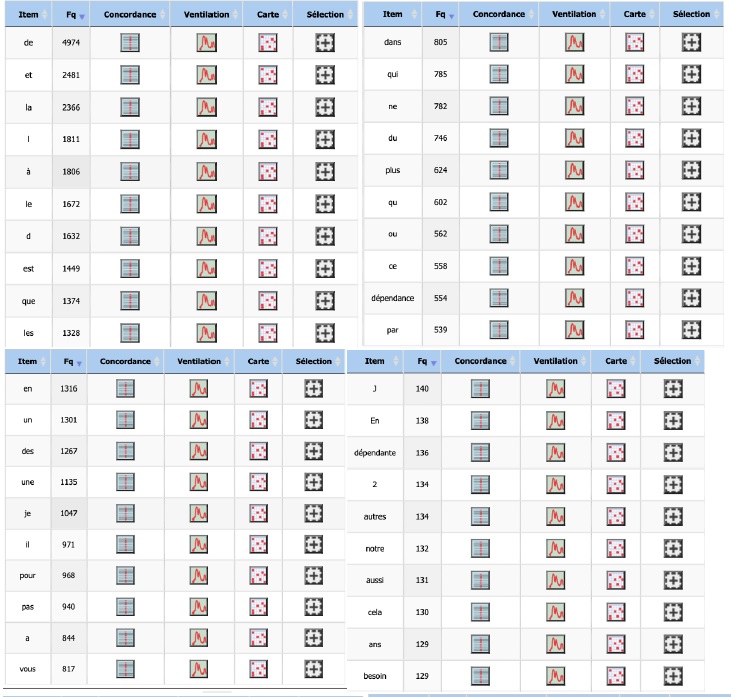 Item Fq Concordance Ventilation Carte Sélection
de 4974
et 2481
la 2366
l 1811
à 1806
le 1672
d 1632
est 1449
que 1374
les 1328
Item Fq Concordance Ventilation Carte Sélection
dans 805
qui 785
ne 782
du 746
plus 624
qu 602
ou 562
ce 558
dépendance 554
par 539
Item Fq Concordance Ventilation Carte Sélection
en 1316
un 1301
des 1267
une 1135
je 1047
il 971
pour 968
pas 940
a 844
vous 817
Item Fq Concordance Ventilation Carte Sélection
J 140
En 138
dépendante 136
2 134
autres 134
notre 132
aussi 131
cela 130
ans 129
besoin 129